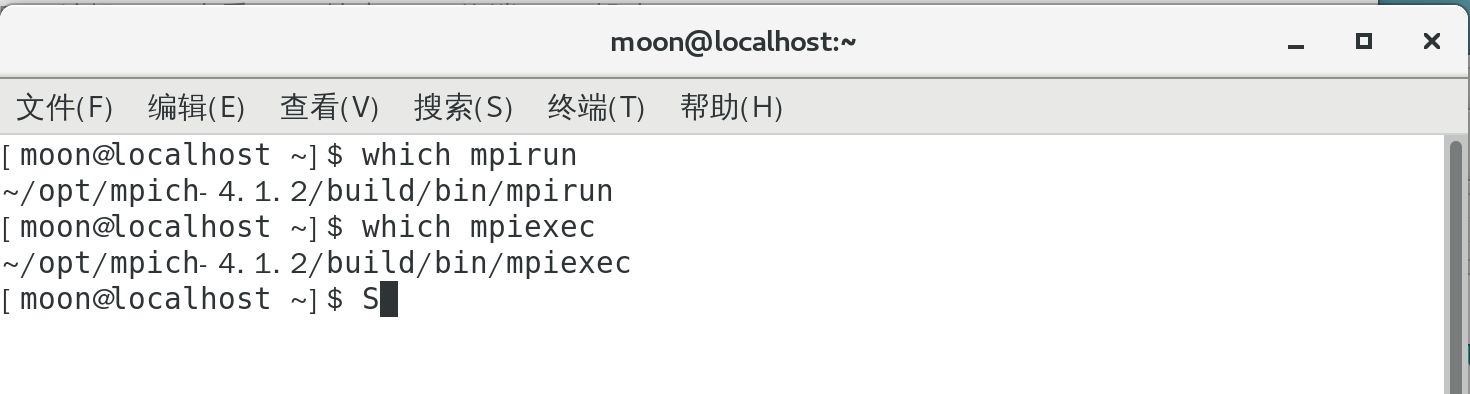 moon@localhost:~
文件(F) 编辑(E) 查看(V) 搜索(S) 终端(T) 帮助(H)
[moon@localhost ~]$ which mpirun
~/opt/mpich-4.1.2/build/bin/mpirun
[moon@localhost ~]$ which mpiexec
~/opt/mpich-4.1.2/build/bin/mpiexec
[moon@localhost ~]$ S